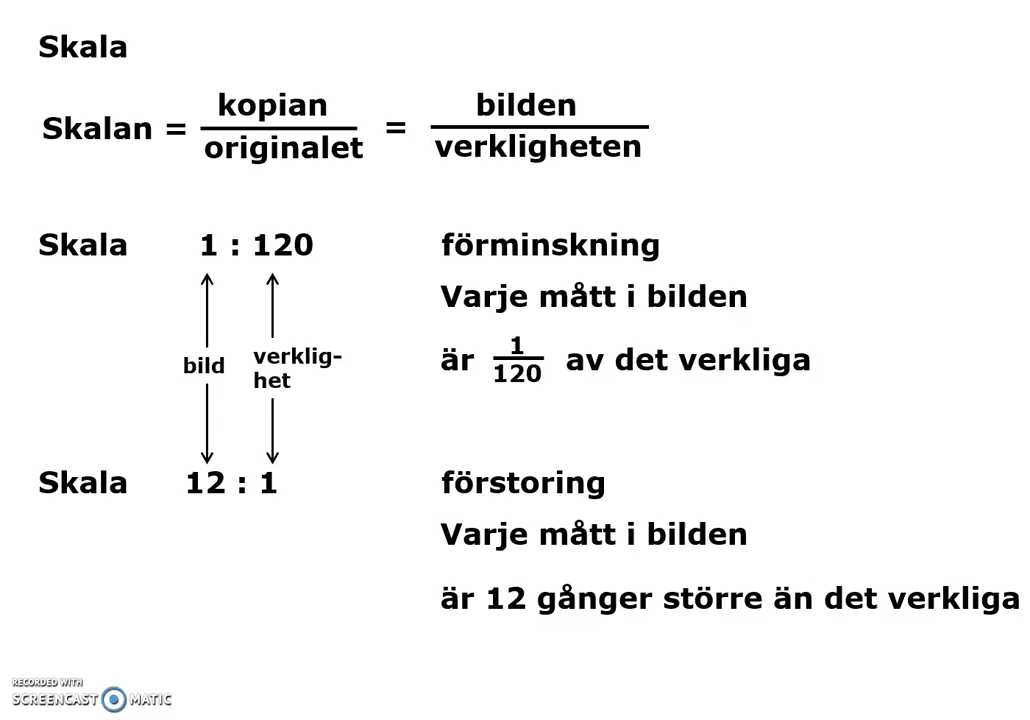 Skala
Skalan = kopian / originalet = bilden / verkligheten
Skala 1 : 120 förminskning
Varje mått i bilden
bild verklig-
het
är 1/120 av det verkliga
Skala 12 : 1 förstoring
Varje mått i bilden
är 12 gånger större än det verkliga
RECORDED WITH
SCREENCAST MATIC